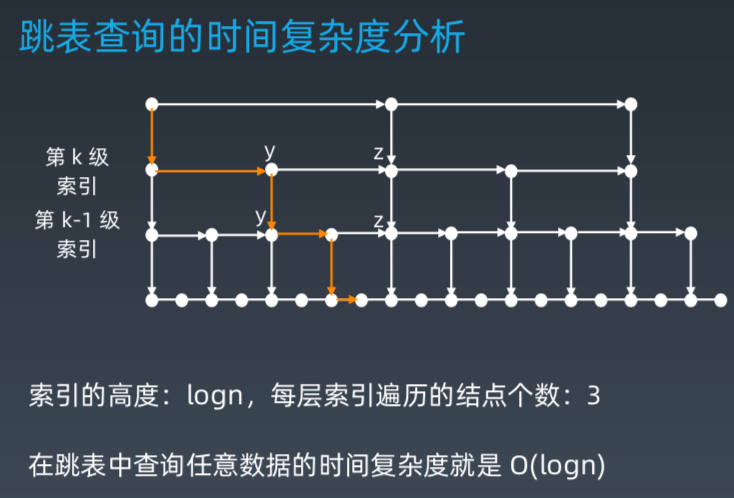 跳表查询的时间复杂度分析
第 k 级
索引
y
z
第 k-1 级
索引
y
z
索引的高度：logn，每层索引遍历的结点个数：3
在跳表中查询任意数据的时间复杂度就是 O(logn)